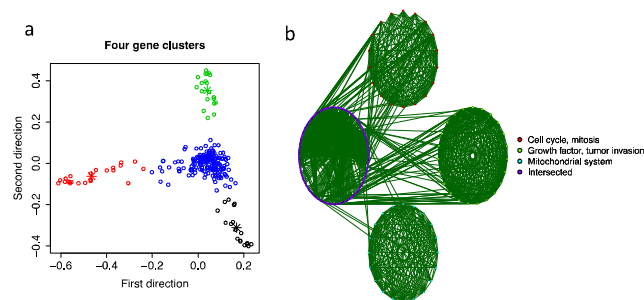 a
b
Four gene clusters
Second direction
0.4
0.2
0.0
−0.2
−0.4
−0.6
−0.4
−0.2
0.0
0.2
First direction
Cell cycle, mitosis
Growth factor, tumor invasion
Mitochondrial system
Intersected